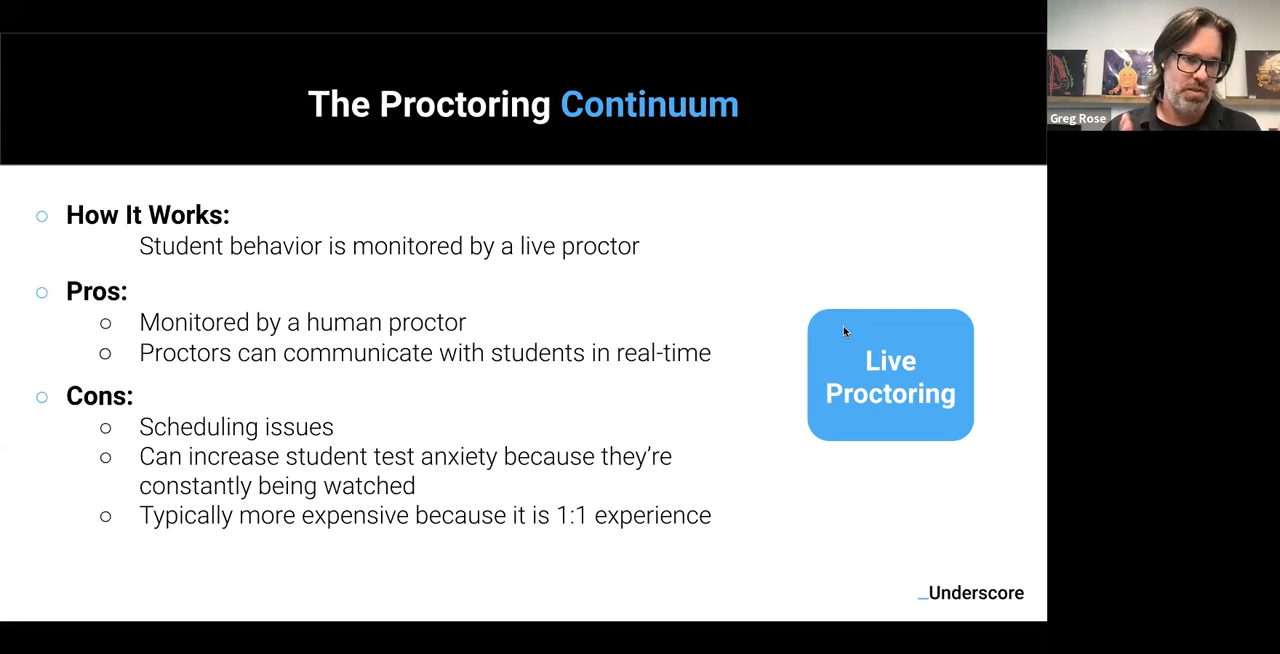 The Proctoring Continuum
Greg Rose
How It Works:
Student behavior is monitored by a live proctor
Pros:
Monitored by a human proctor
Proctors can communicate with students in real-time
Cons:
Scheduling issues
Can increase student test anxiety because they’re
constantly being watched
Typically more expensive because it is 1:1 experience
Live
Proctoring
_Underscore